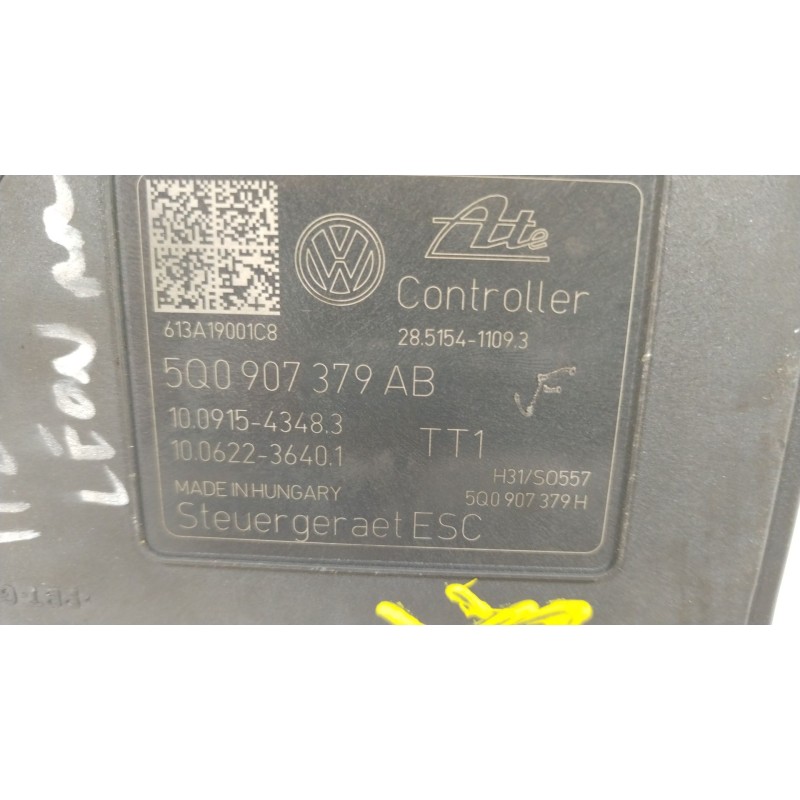 Ate
Controller
613A19001C8
28.5154-1109.3
5Q0 907 379 AB
10.0915-4348.3
TT1
10.0622-3640.1
H31/S0557
MADE IN HUNGARY
5Q0 907 379 H
Steuergeraet ESC
LEON